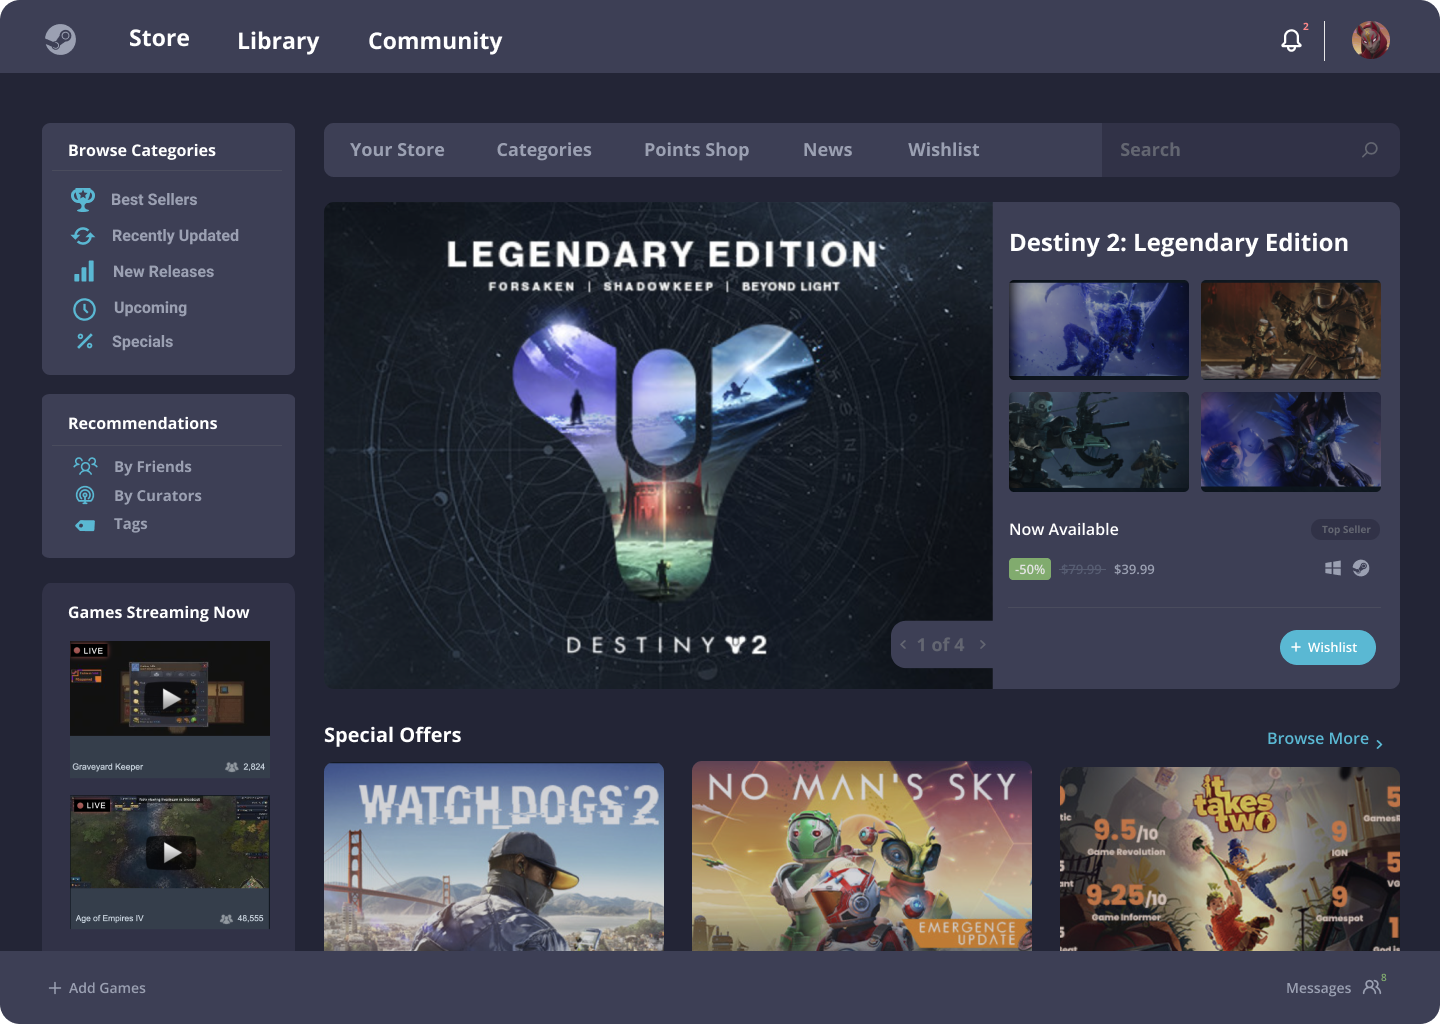 Store
Library
Community
2
Browse Categories
Best Sellers
Recently Updated
New Releases
Upcoming
Specials
Recommendations
By Friends
By Curators
Tags
Games Streaming Now
LIVE
Graveyard Keeper
2,824
LIVE
Age of Empires IV
48,555
Your Store
Categories
Points Shop
News
Wishlist
Search
LEGENDARY EDITION
FORSAKEN | SHADOWKEEP | BEYOND LIGHT
DESTINY 2
1 of 4
Destiny 2: Legendary Edition
Now Available
Top Seller
-50% $79.99 $39.99
+ Wishlist
Special Offers
Browse More
WATCH_DOGS 2
NO MAN'S SKY
EMERGENCE
UPDATE
it
takes
two
9.5/10
Game Revolution
9.25/10
Game Informer
9
IGN
9
Gamespot
5
5
VG
1
God is
Add Games
Messages
8